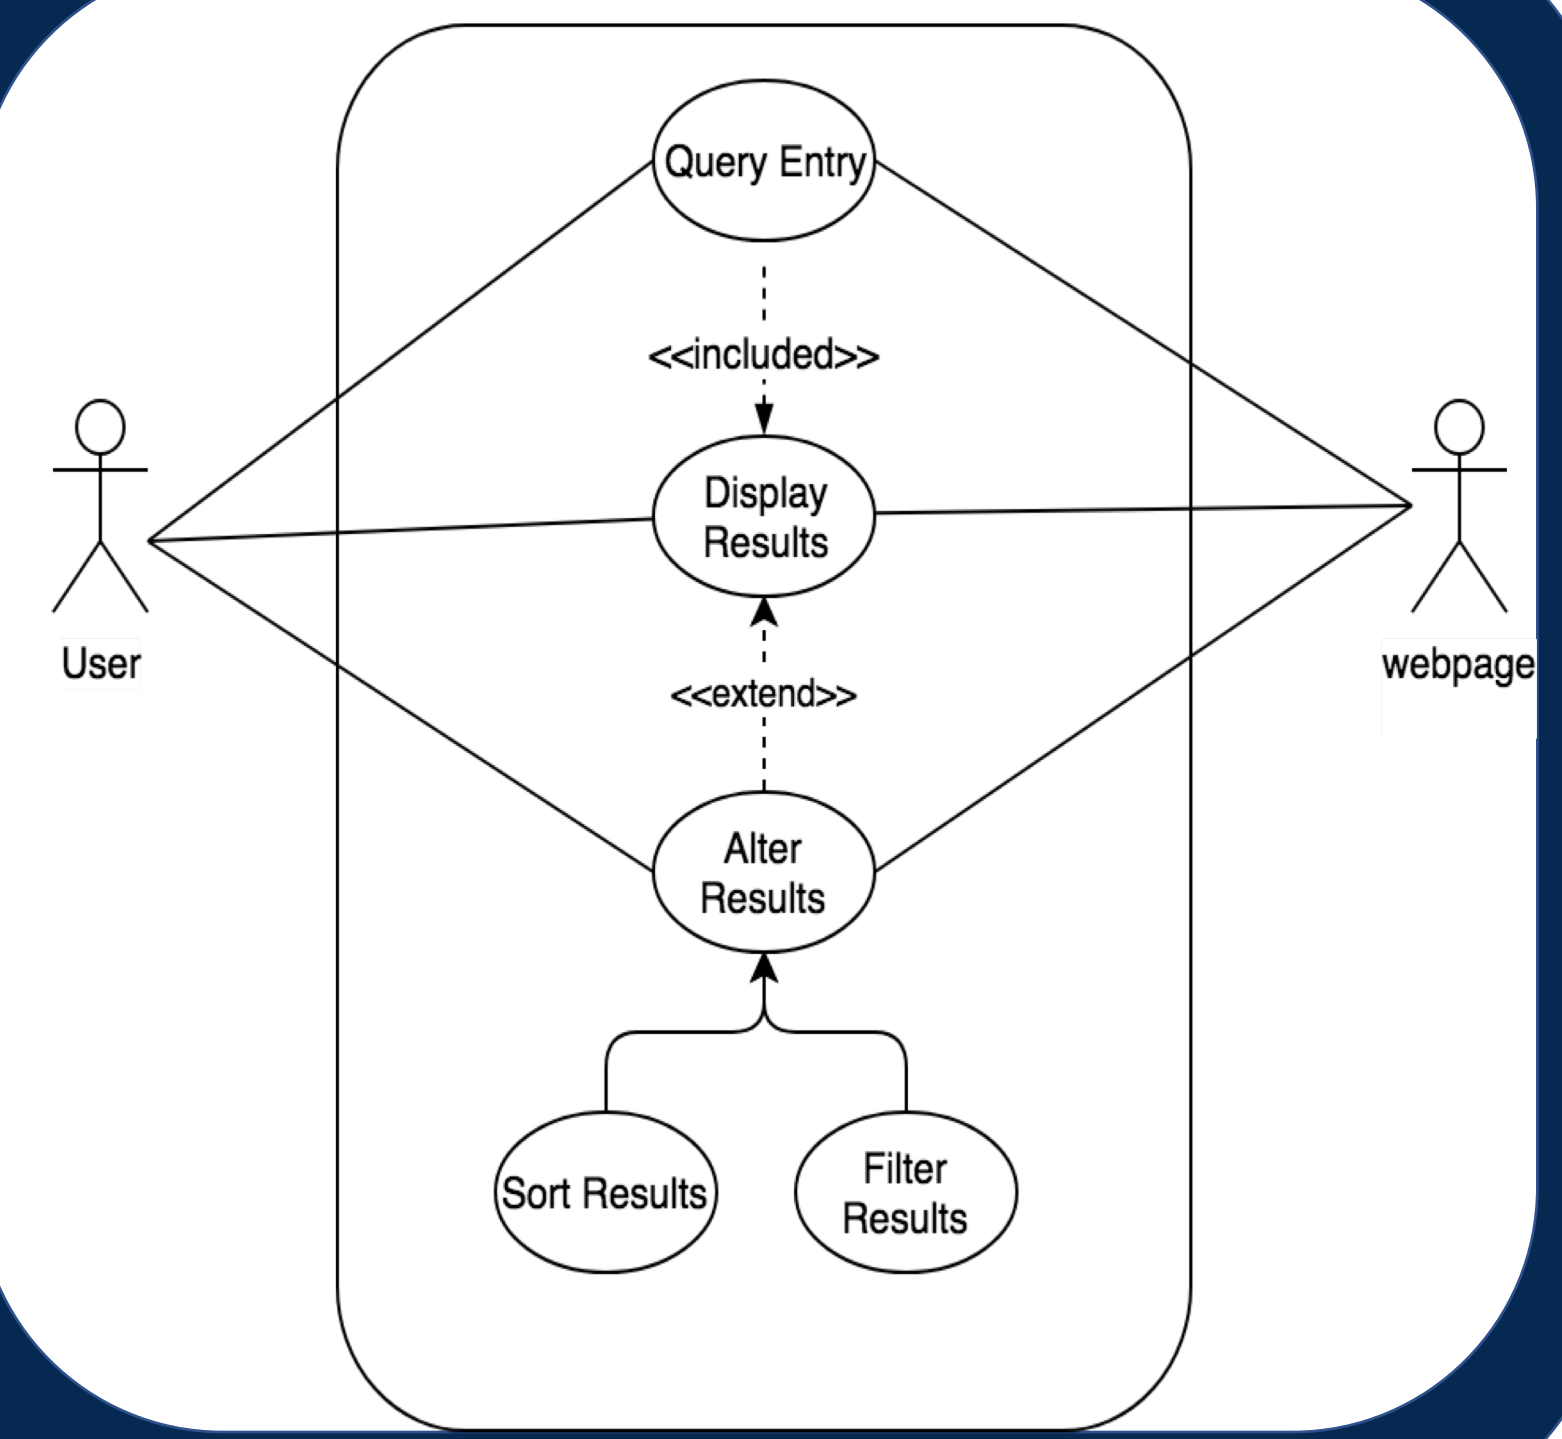 Query Entry
<<included>>
Display
Results
User
webpage
<<extend>>
Alter
Results
Sort Results
Filter
Results